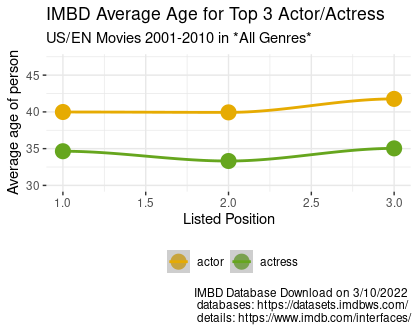 IMBD Average Age for Top 3 Actor/Actress
US/EN Movies 2001-2010 in *All Genres*
Average age of person
45
40
35
30
1.0 1.5 2.0 2.5 3.0
Listed Position
actor actress
IMBD Database Download on 3/10/2022
databases: https://datasets.imdbws.com/
details: https://www.imdb.com/interfaces/